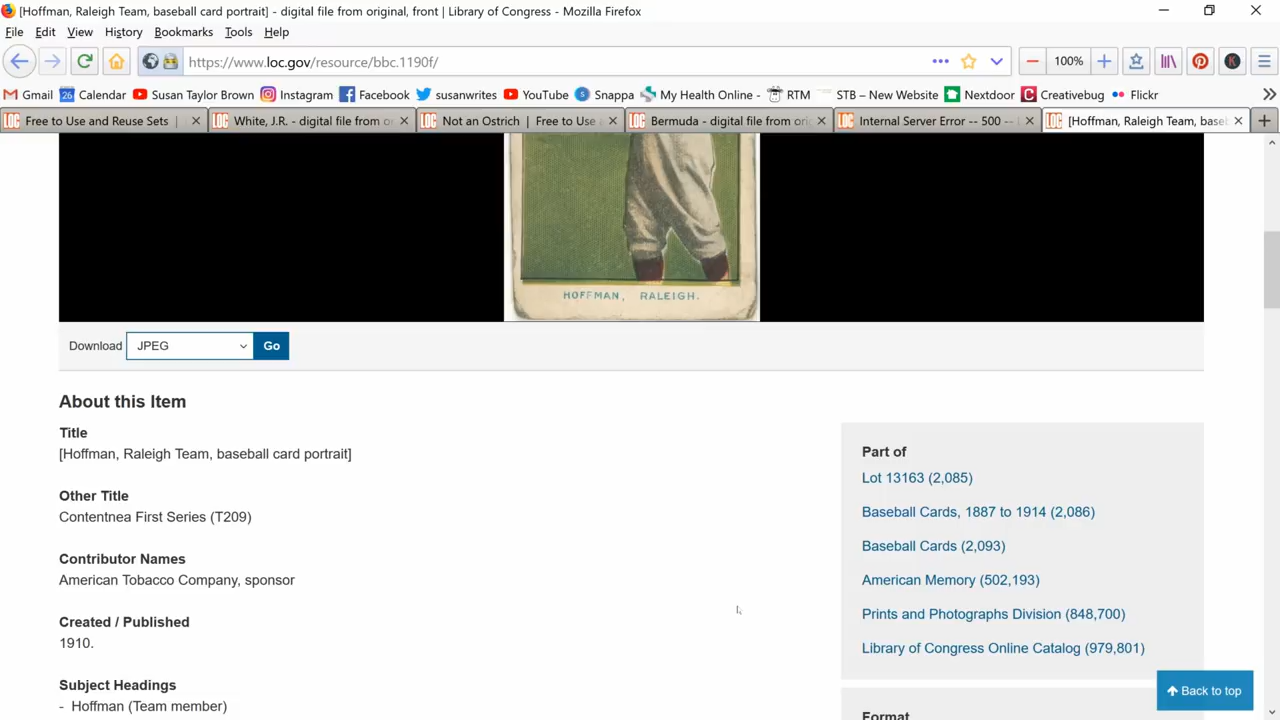 [Hoffman, Raleigh Team, baseball card portrait] - digital file from original, front | Library of Congress - Mozilla Firefox
File Edit View History Bookmarks Tools Help
https://www.loc.gov/resource/bbc.1190f/
100%
Gmail 26 Calendar Susan Taylor Brown Instagram Facebook susanwrites YouTube Snappa My Health Online - RTM STB – New Website Nextdoor Creativebug Flickr
LOC Free to Use and Reuse Sets | LOC White, J.R. - digital file from o LOC Not an Ostrich | Free to Use LOC Bermuda - digital file from ori LOC Internal Server Error -- 500 -- LOC [Hoffman, Raleigh Team, base
HOFFMAN, RALEIGH.
Download JPEG Go
About this Item
Title
[Hoffman, Raleigh Team, baseball card portrait]
Other Title
Contentnea First Series (T209)
Contributor Names
American Tobacco Company, sponsor
Created / Published
1910.
Subject Headings
- Hoffman (Team member)
Part of
Lot 13163 (2,085)
Baseball Cards, 1887 to 1914 (2,086)
Baseball Cards (2,093)
American Memory (502,193)
Prints and Photographs Division (848,700)
Library of Congress Online Catalog (979,801)
Back to top
Format